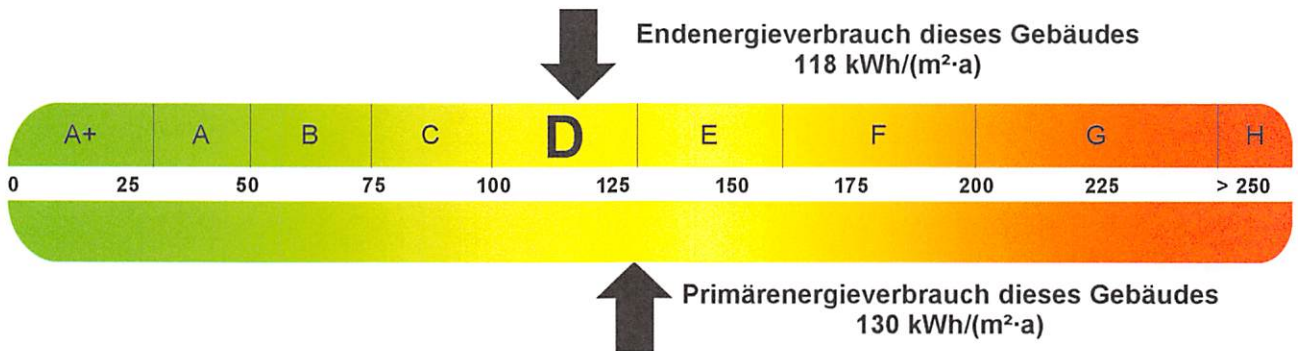 Endenergieverbrauch dieses Gebäudes
118 kWh/(m²·a)
A+ A B C D E F G H
0 25 50 75 100 125 150 175 200 225 > 250
Primärenergieverbrauch dieses Gebäudes
130 kWh/(m²·a)